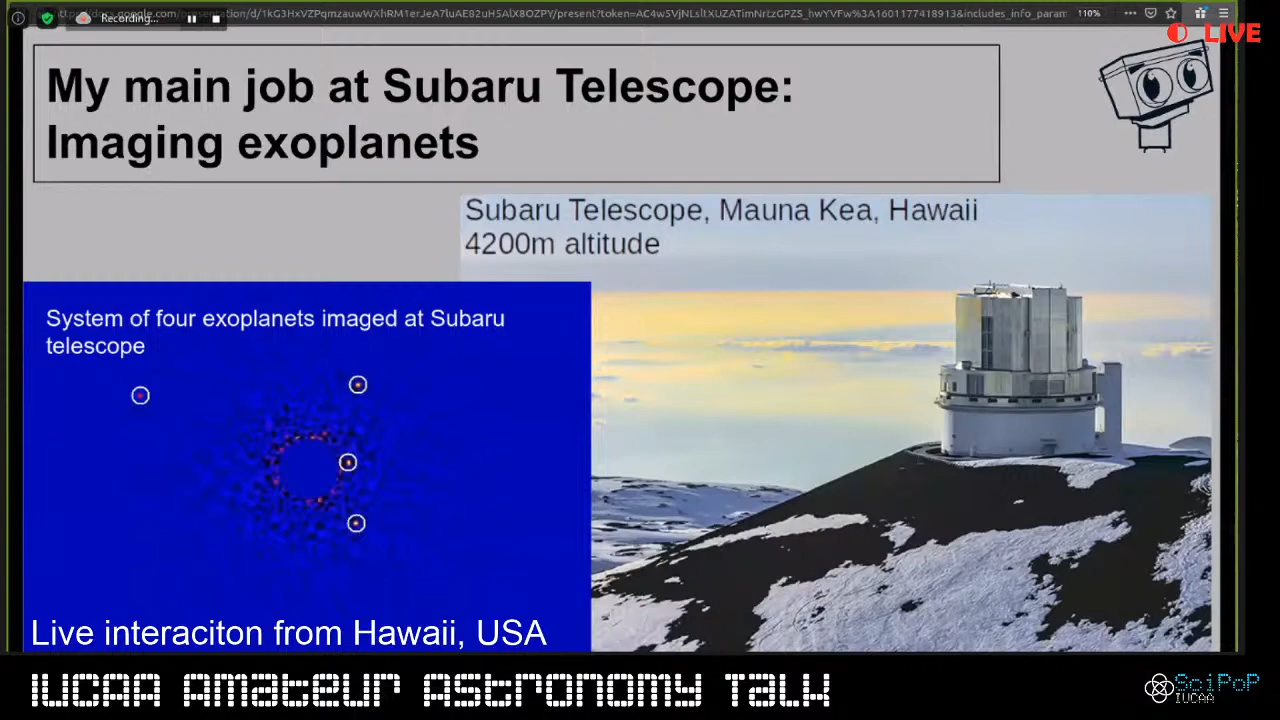 Recording...
110%
LIVE
My main job at Subaru Telescope:
Imaging exoplanets
Subaru Telescope, Mauna Kea, Hawaii
4200m altitude
System of four exoplanets imaged at Subaru
telescope
Live interaciton from Hawaii, USA
IUCAA Amateur Astronomy Talk
SciPoP
IUCAA